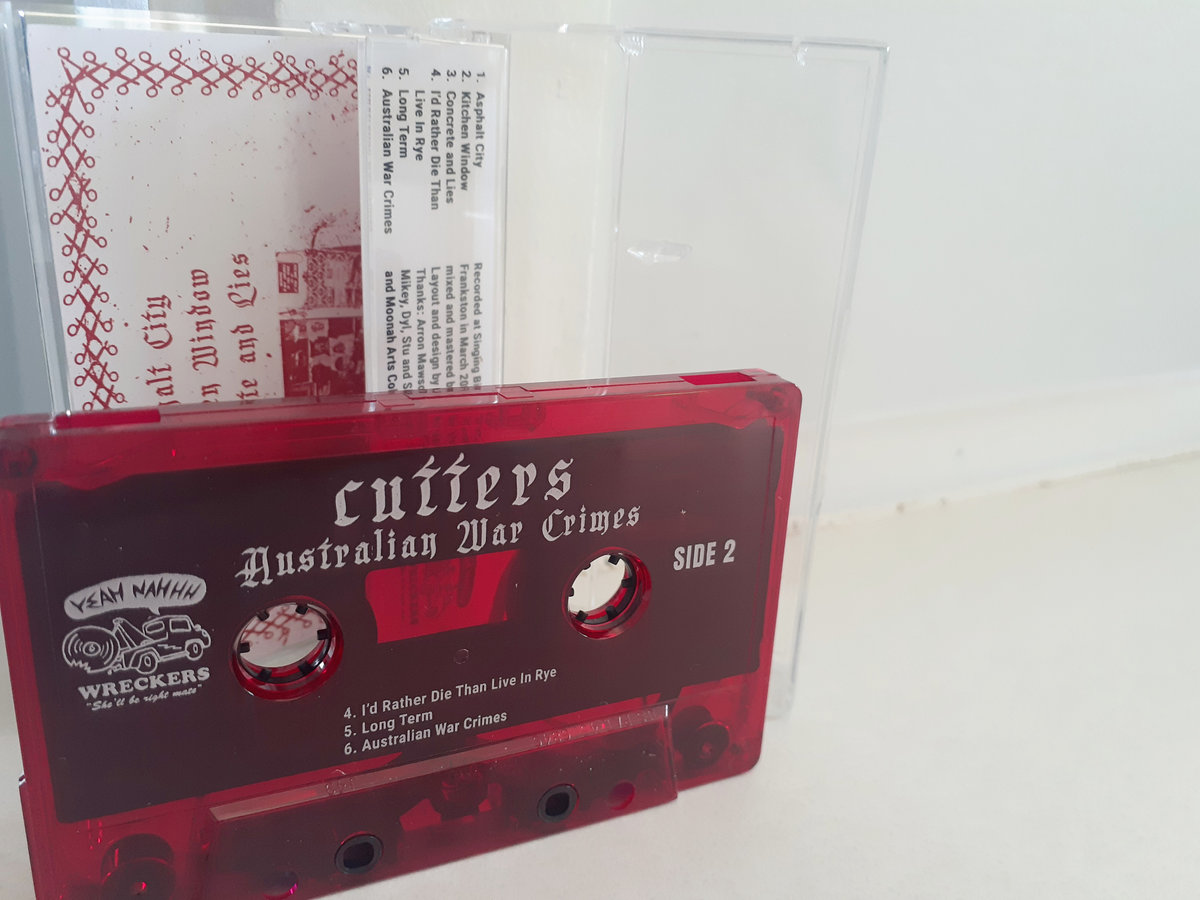 1. Asphalt City
2. Kitchen Window
3. Concrete and Lies
4. I'd Rather Die Than
Live In Rye
5. Long Term
6. Australian War Crimes
Recorded at Singing
Frankston in March
mixed and mastered
Layout and design by
Thanks: Arron
Mikey, Dyl, Stu and
and Moonah Arts
City
Window
and Lies
cutters
Australian War Crimes
SIDE 2
YEAH NAHHH
WRECKERS
"She'll be right mate"
4. I'd Rather Die Than Live In Rye
5. Long Term
6. Australian War Crimes